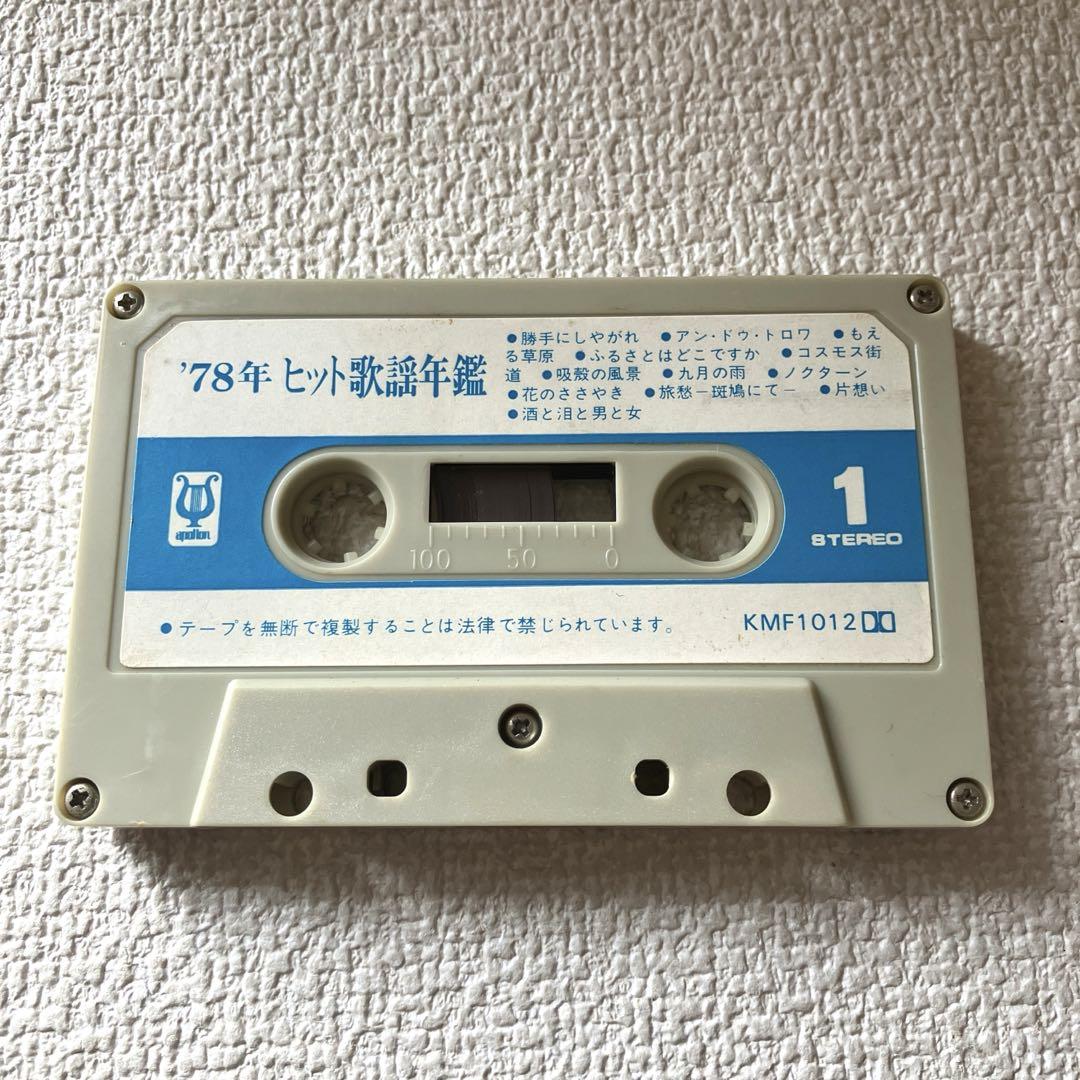 '78年 ヒット歌謡年鑑
●勝手にしやがれ ●アン・ドゥ・トロワ ●もえ
る草原 ●ふるさとはどこですか ●コスモス街
道 ●吸殻の風景 ●九月の雨 ●ノクターン
●花のささやき ●旅愁－斑鳩にて－ ●片想い
●酒と泪と男と女
apollon
1
STEREO
100 50 0
●テープを無断で複製することは法律で禁じられています。
KMF1012